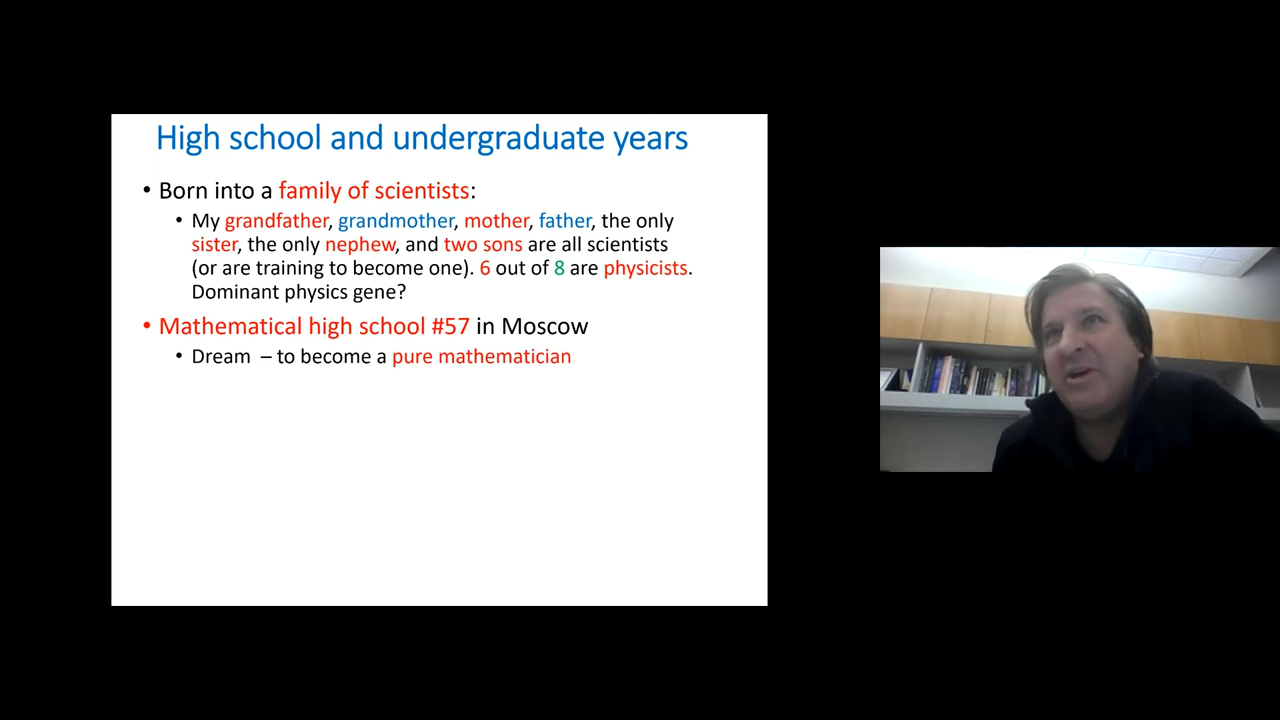 High school and undergraduate years
• Born into a family of scientists:
• My grandfather, grandmother, mother, father, the only
sister, the only nephew, and two sons are all scientists
(or are training to become one). 6 out of 8 are physicists.
Dominant physics gene?
• Mathematical high school #57 in Moscow
• Dream – to become a pure mathematician